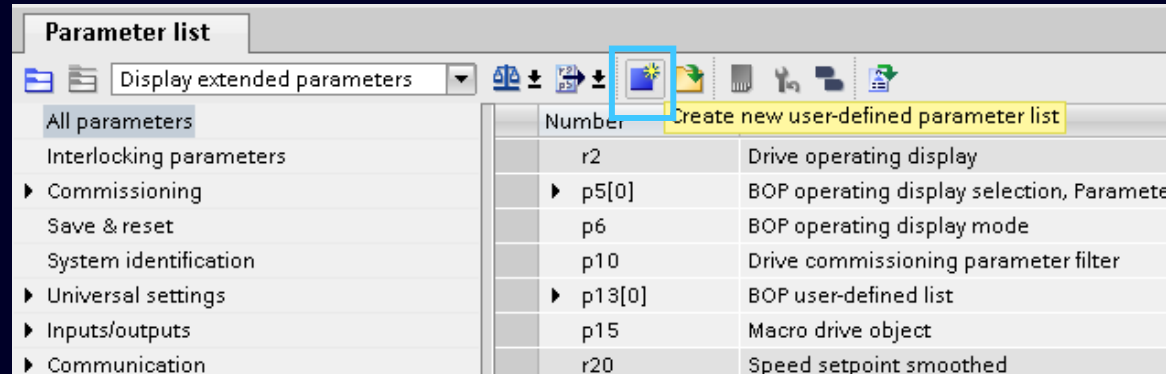 Parameter list
Display extended parameters
Create new user-defined parameter list
All parameters
Interlocking parameters
Commissioning
Save & reset
System identification
Universal settings
Inputs/outputs
Communication
Number
r2 Drive operating display
p5[0] BOP operating display selection, Paramete
p6 BOP operating display mode
p10 Drive commissioning parameter filter
p13[0] BOP user-defined list
p15 Macro drive object
r20 Speed setpoint smoothed